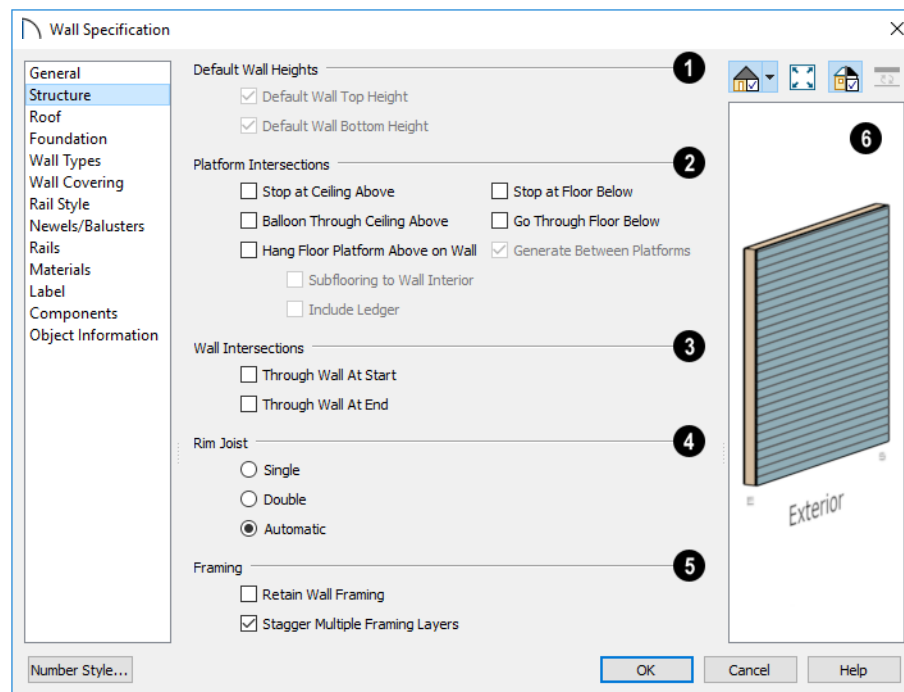 Wall Specification
General
Structure
Roof
Foundation
Wall Types
Wall Covering
Rail Style
Newels/Balusters
Rails
Materials
Label
Components
Object Information
Default Wall Heights 1
Default Wall Top Height
Default Wall Bottom Height
Platform Intersections 2
Stop at Ceiling Above Stop at Floor Below
Balloon Through Ceiling Above Go Through Floor Below
Hang Floor Platform Above on Wall Generate Between Platforms
Subflooring to Wall Interior
Include Ledger
Wall Intersections 3
Through Wall At Start
Through Wall At End
Rim Joist 4
Single
Double
Automatic
Framing 5
Retain Wall Framing
Stagger Multiple Framing Layers
6
Exterior
Number Style... OK Cancel Help